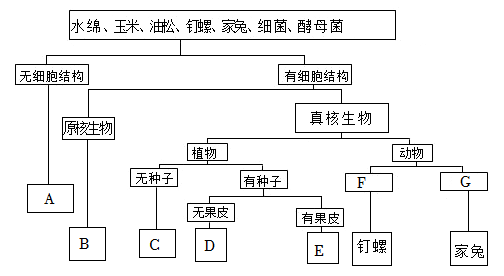 水绵、玉米、油松、钉螺、家兔、细菌、酵母菌
无细胞结构
有细胞结构
原核生物
真核生物
植物
动物
无种子
有种子
F
G
A
无果皮
有果皮
B
C
D
E
钉螺
家兔